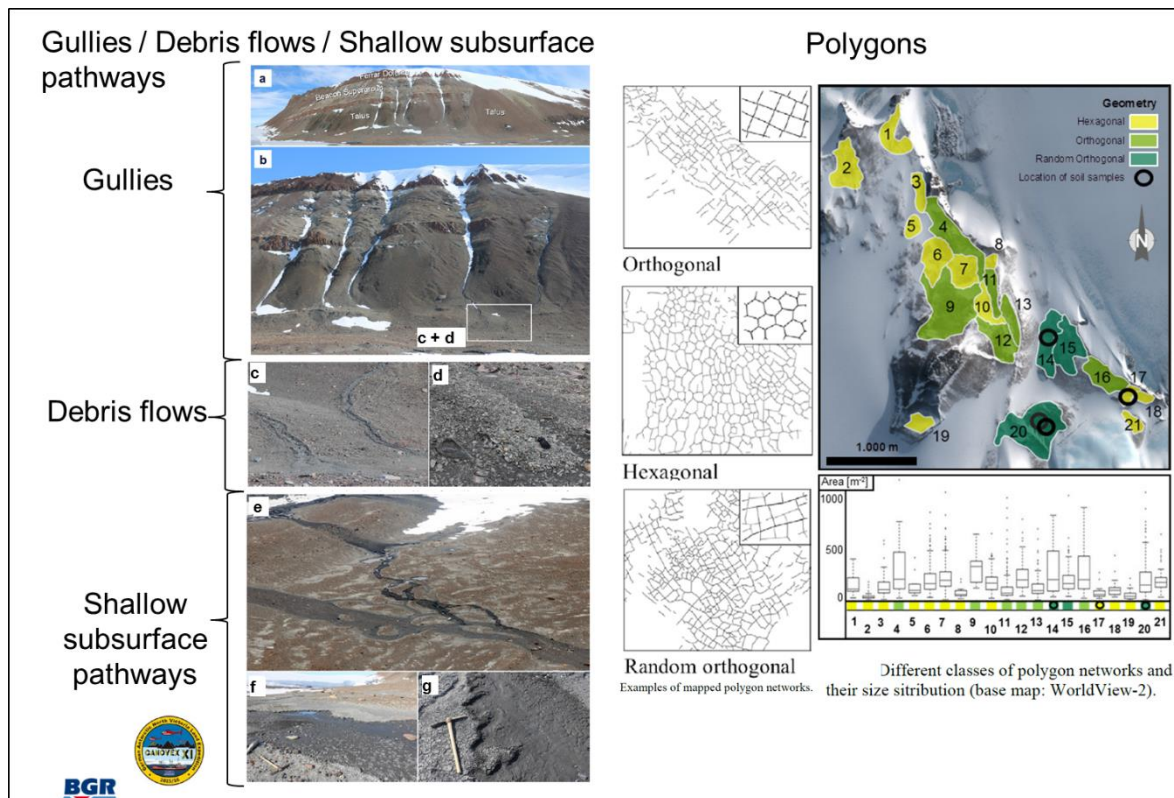 Gullies / Debris flows / Shallow subsurface
pathways
Polygons
a
Ferrar Dolerite
Beacon Supergroup
Talus
Talus
Gullies
b
c + d
Debris flows
c
d
Shallow
subsurface
pathways
e
f
g
GANOVEX XI
BGR
Orthogonal
Hexagonal
Random orthogonal
Examples of mapped polygon networks.
Geometry
Hexagonal
Orthogonal
Random Orthogonal
Location of soil samples
N
1
2
3
4
5
6
7
8
9
10
11
12
13
14
15
16
17
18
19
20
21
1.000 m
Area [m⁻²]
1000
500
0
1 2 3 4 5 6 7 8 9 10 11 12 13 14 15 16 17 18 19 20 21
Different classes of polygon networks and
their size sitribution (base map: WorldView-2).